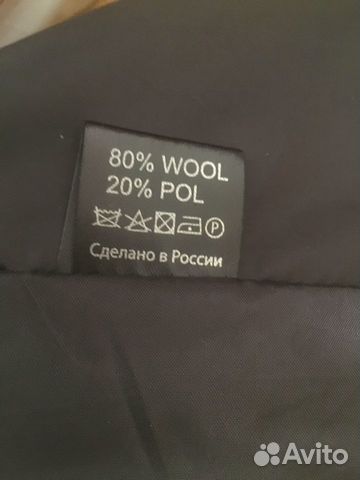 80% WOOL
20% POL
P
Сделано в России
Avito